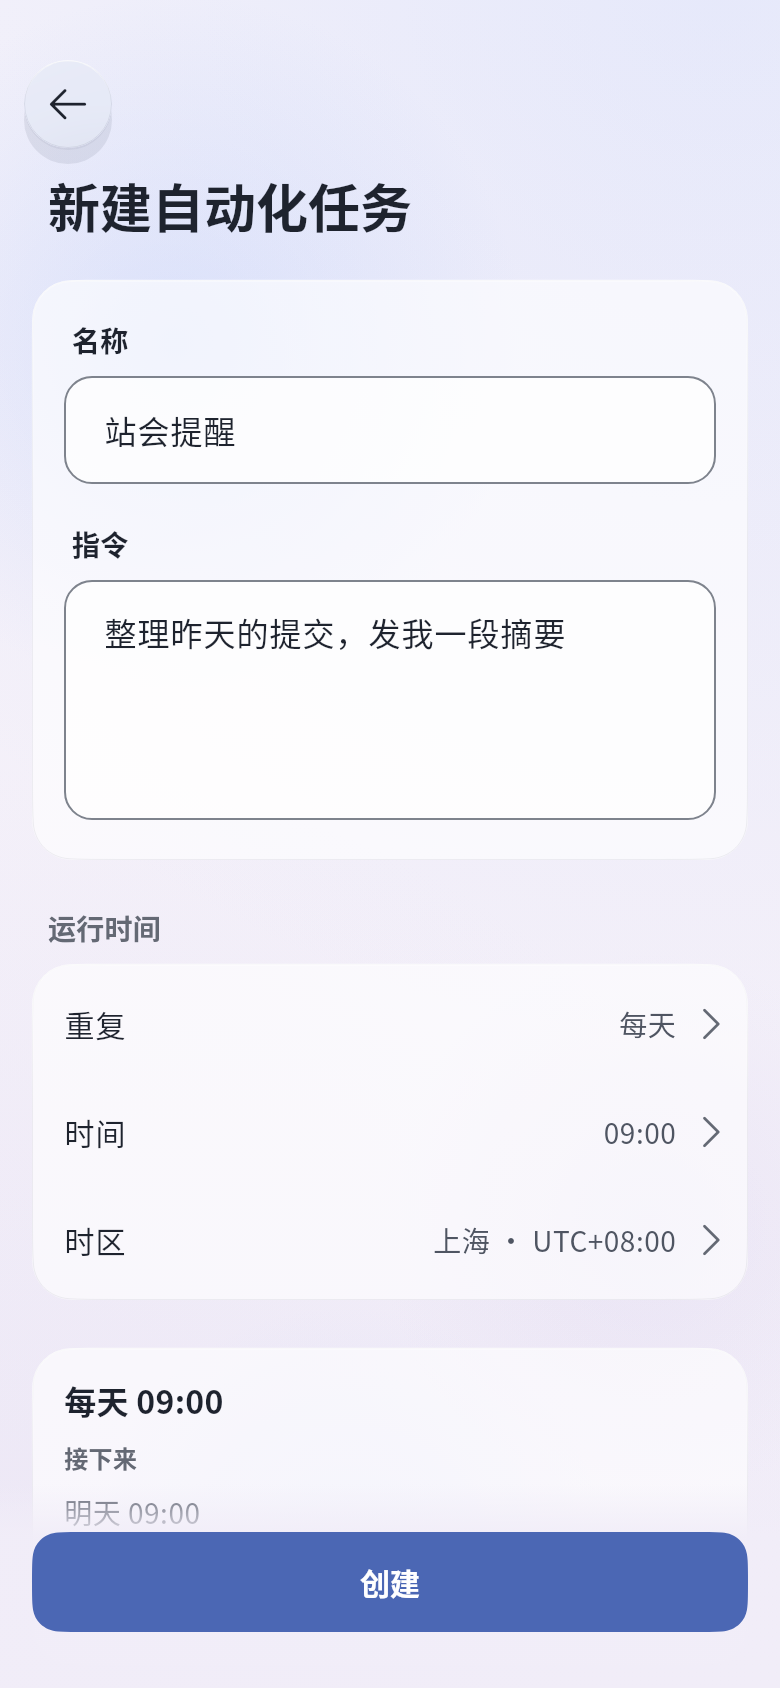 新建自动化任务
名称
站会提醒
指令
整理昨天的提交，发我一段摘要
运行时间
重复 每天
时间 09:00
时区 上海 · UTC+08:00
每天 09:00
接下来
明天 09:00
创建